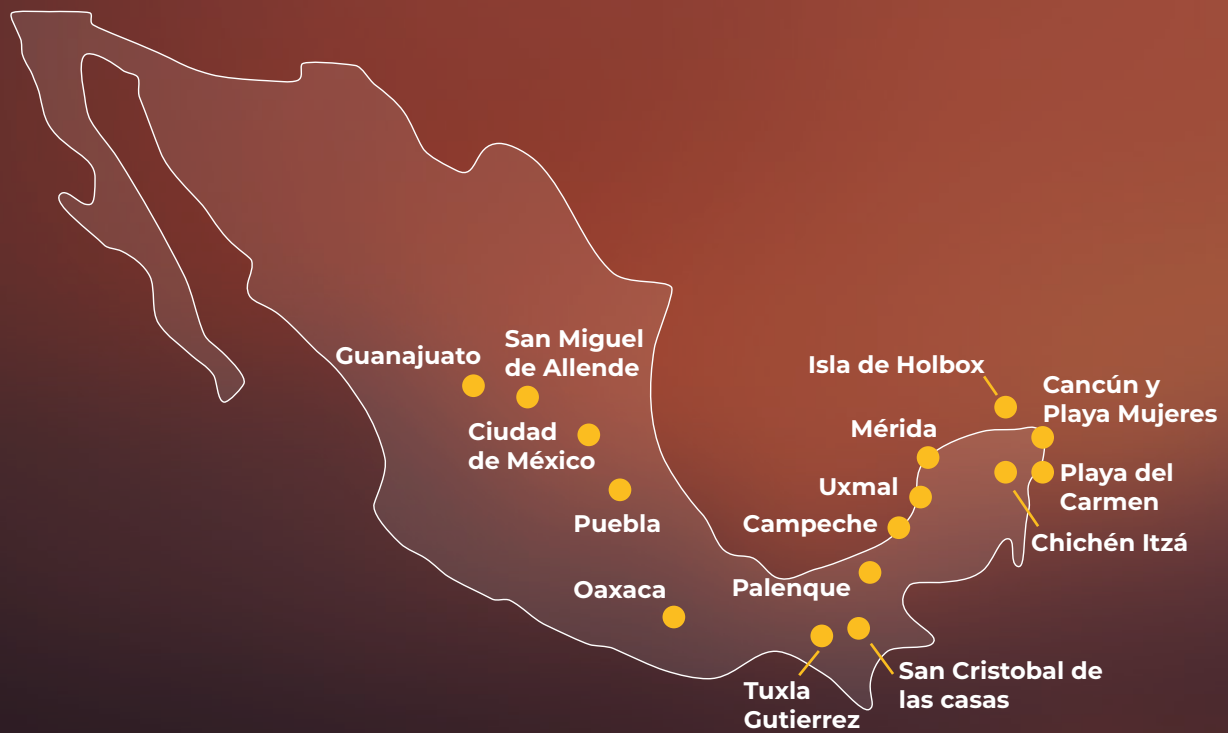 San Miguel
de Allende
Guanajuato
Isla de Holbox
Cancún y
Playa Mujeres
Ciudad
de México
Mérida
Playa del
Carmen
Uxmal
Puebla
Campeche
Chichén Itzá
Oaxaca
Palenque
San Cristobal de
las casas
Tuxla
Gutierrez